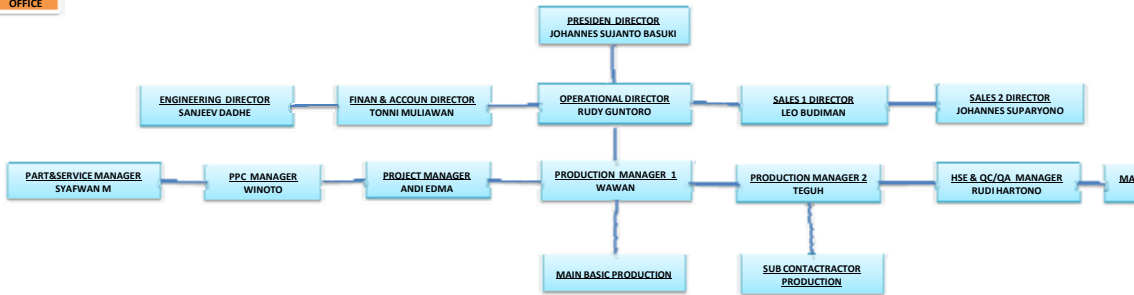 OFFICE
PRESIDEN DIRECTOR
JOHANNES SUJANTO BASUKI
ENGINEERING DIRECTOR
SANJEEV DADHE
FINAN & ACCOUN DIRECTOR
TONNI MULIAWAN
OPERATIONAL DIRECTOR
RUDY GUNTORO
SALES 1 DIRECTOR
LEO BUDIMAN
SALES 2 DIRECTOR
JOHANNES SUPARYONO
PART&SERVICE MANAGER
SYAFWAN M
PPC MANAGER
WINOTO
PROJECT MANAGER
ANDI EDMA
PRODUCTION MANAGER 1
WAWAN
PRODUCTION MANAGER 2
TEGUH
HSE & QC/QA MANAGER
RUDI HARTONO
MA
MAIN BASIC PRODUCTION
SUB CONTACTRACTOR
PRODUCTION